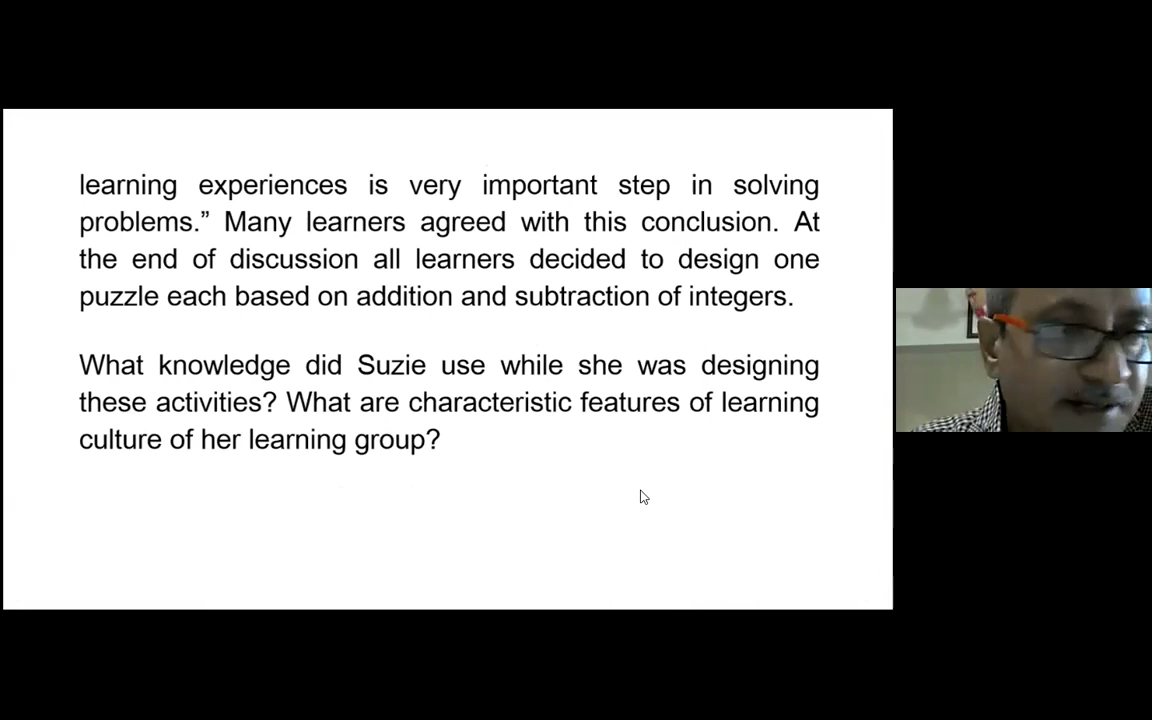 learning experiences is very important step in solving
problems.” Many learners agreed with this conclusion. At
the end of discussion all learners decided to design one
puzzle each based on addition and subtraction of integers.
What knowledge did Suzie use while she was designing
these activities? What are characteristic features of learning
culture of her learning group?